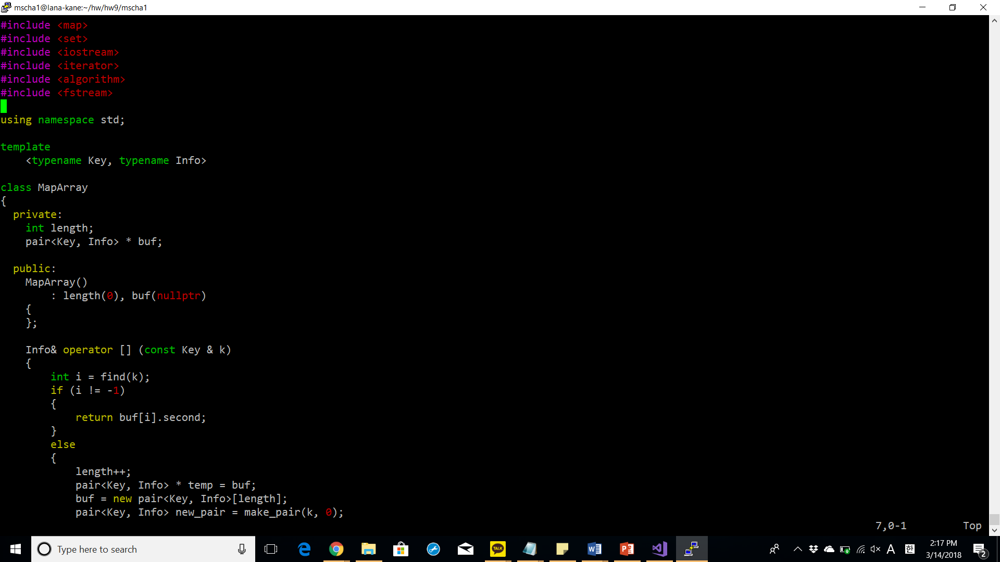 mscha1@lana-kane:~/hw/hw9/mscha1
#include <map>
#include <set>
#include <iostream>
#include <iterator>
#include <algorithm>
#include <fstream>
using namespace std;
template
<typename Key, typename Info>
class MapArray
{
private:
int length;
pair<Key, Info> * buf;
public:
MapArray()
: length(0), buf(nullptr)
{
};
Info& operator [] (const Key & k)
{
int i = find(k);
if (i != -1)
{
return buf[i].second;
}
else
{
length++;
pair<Key, Info> * temp = buf;
buf = new pair<Key, Info>[length];
pair<Key, Info> new_pair = make_pair(k, 0);
7,0-1 Top
Type here to search
TALK
A 한
2:17 PM
3/14/2018
2